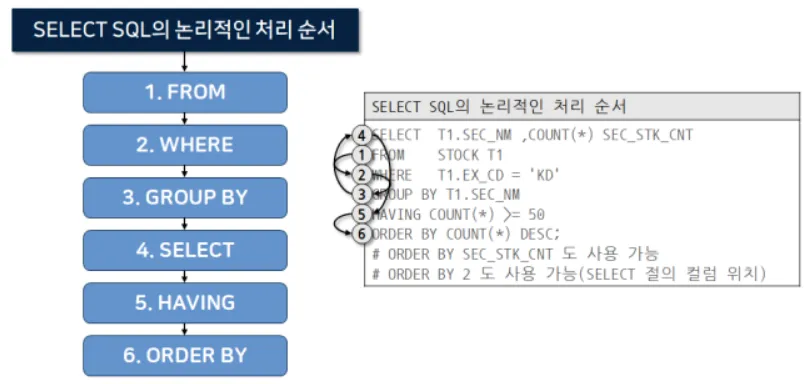 SELECT SQL의 논리적인 처리 순서
1. FROM
2. WHERE
3. GROUP BY
4. SELECT
5. HAVING
6. ORDER BY
SELECT SQL의 논리적인 처리 순서
4 SELECT T1.SEC_NM ,COUNT(*) SEC_STK_CNT
1 FROM STOCK T1
2 WHERE T1.EX_CD = 'KD'
3 GROUP BY T1.SEC_NM
5 HAVING COUNT(*) >= 50
6 ORDER BY COUNT(*) DESC;
# ORDER BY SEC_STK_CNT 도 사용 가능
# ORDER BY 2 도 사용 가능(SELECT 절의 컬럼 위치)